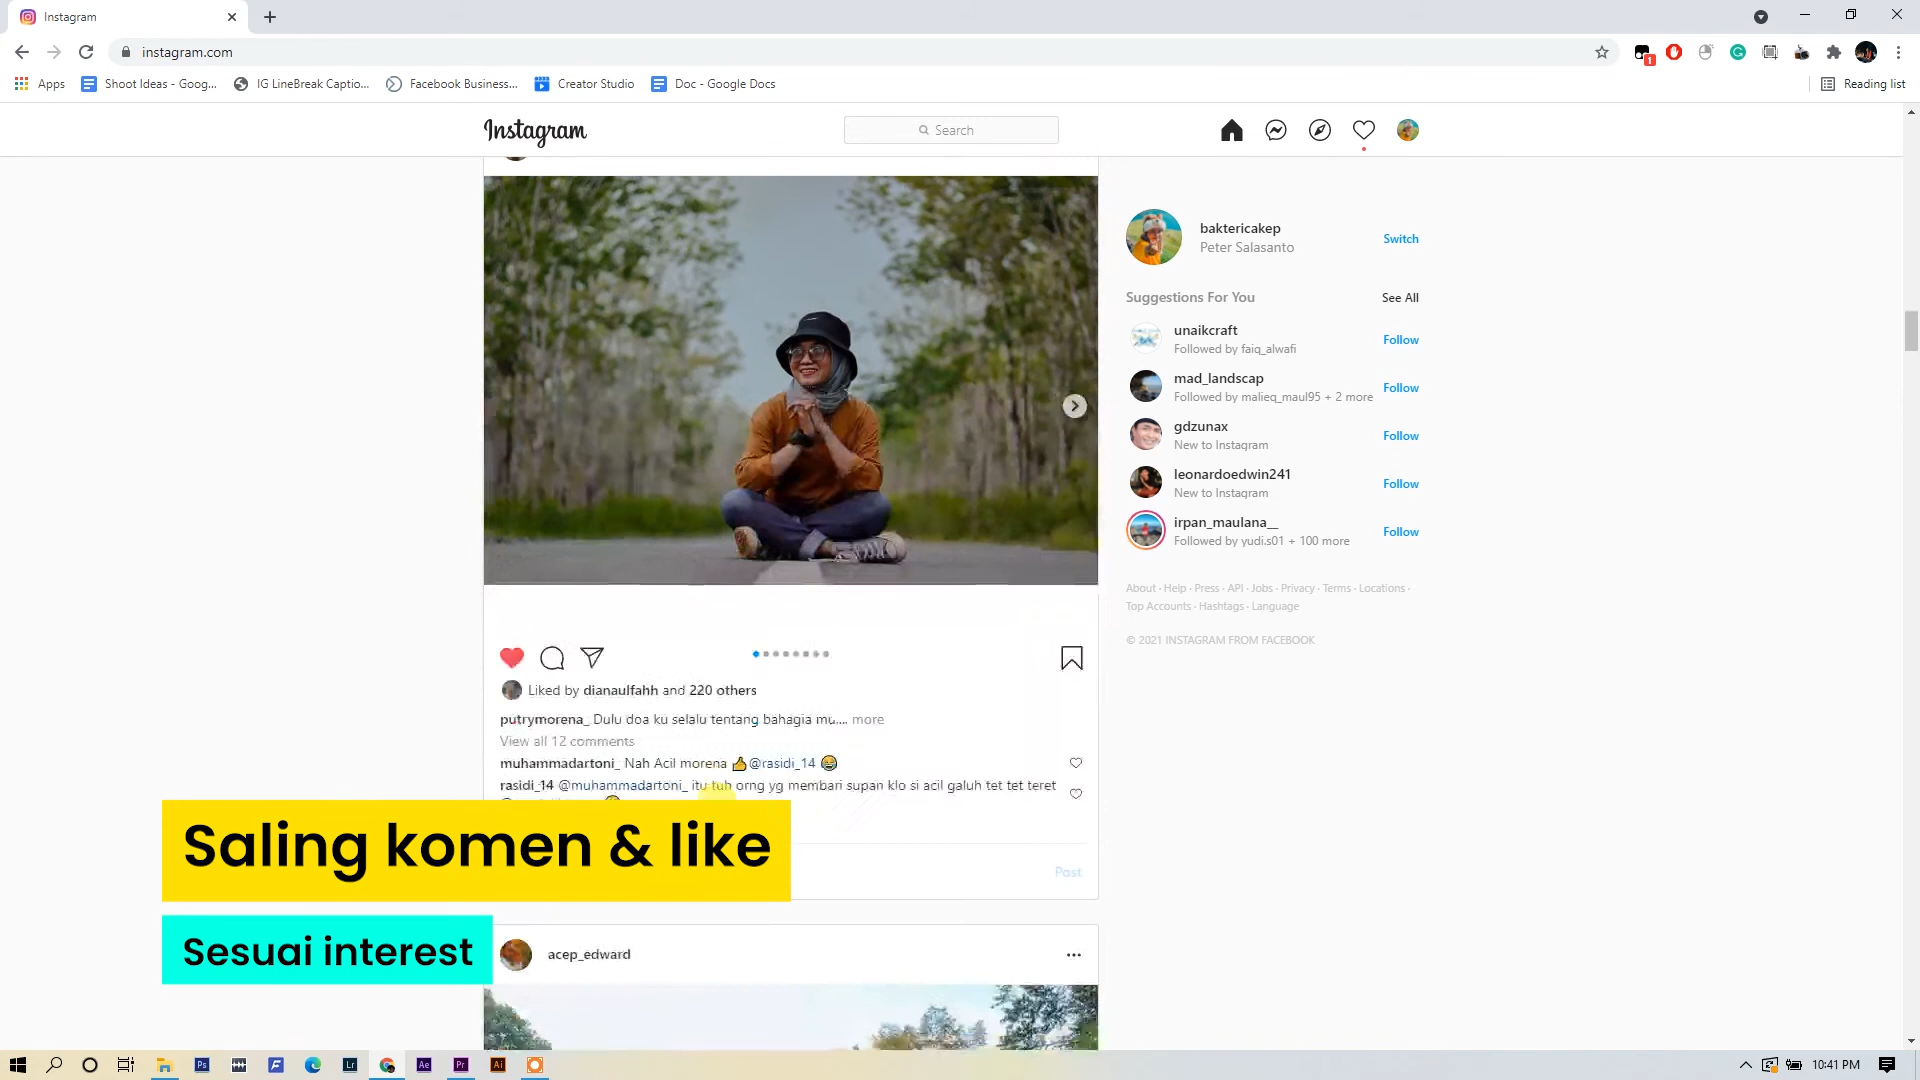 Instagram
instagram.com
Apps
Shoot Ideas - Goog...
IG LineBreak Captio...
Facebook Business...
Creator Studio
Doc - Google Docs
Reading list
1
Instagram
Search
baktericakep
Peter Salasanto
Switch
Suggestions For You
See All
unaikcraft
Followed by faiq_alwafi
Follow
mad_landscap
Followed by malieq_maul95 + 2 more
Follow
gdzunax
New to Instagram
Follow
leonardoedwin241
New to Instagram
Follow
irpan_maulana__
Followed by yudi.s01 + 100 more
Follow
About · Help · Press · API · Jobs · Privacy · Terms · Locations ·
Top Accounts · Hashtags · Language
© 2021 INSTAGRAM FROM FACEBOOK
Liked by dianaulfahh and 220 others
putrymorena_ Dulu doa ku selalu tentang bahagia mu.... more
View all 12 comments
muhammadartoni_ Nah Acil morena 👍@rasidi_14 😂
rasidi_14 @muhammadartoni_ itu tuh orng yg membari supan klo si acil galuh tet tet teret
Post
Saling komen & like
Sesuai interest
acep_edward
Ps
F
Lr
Ae
Pr
Ai
10:41 PM